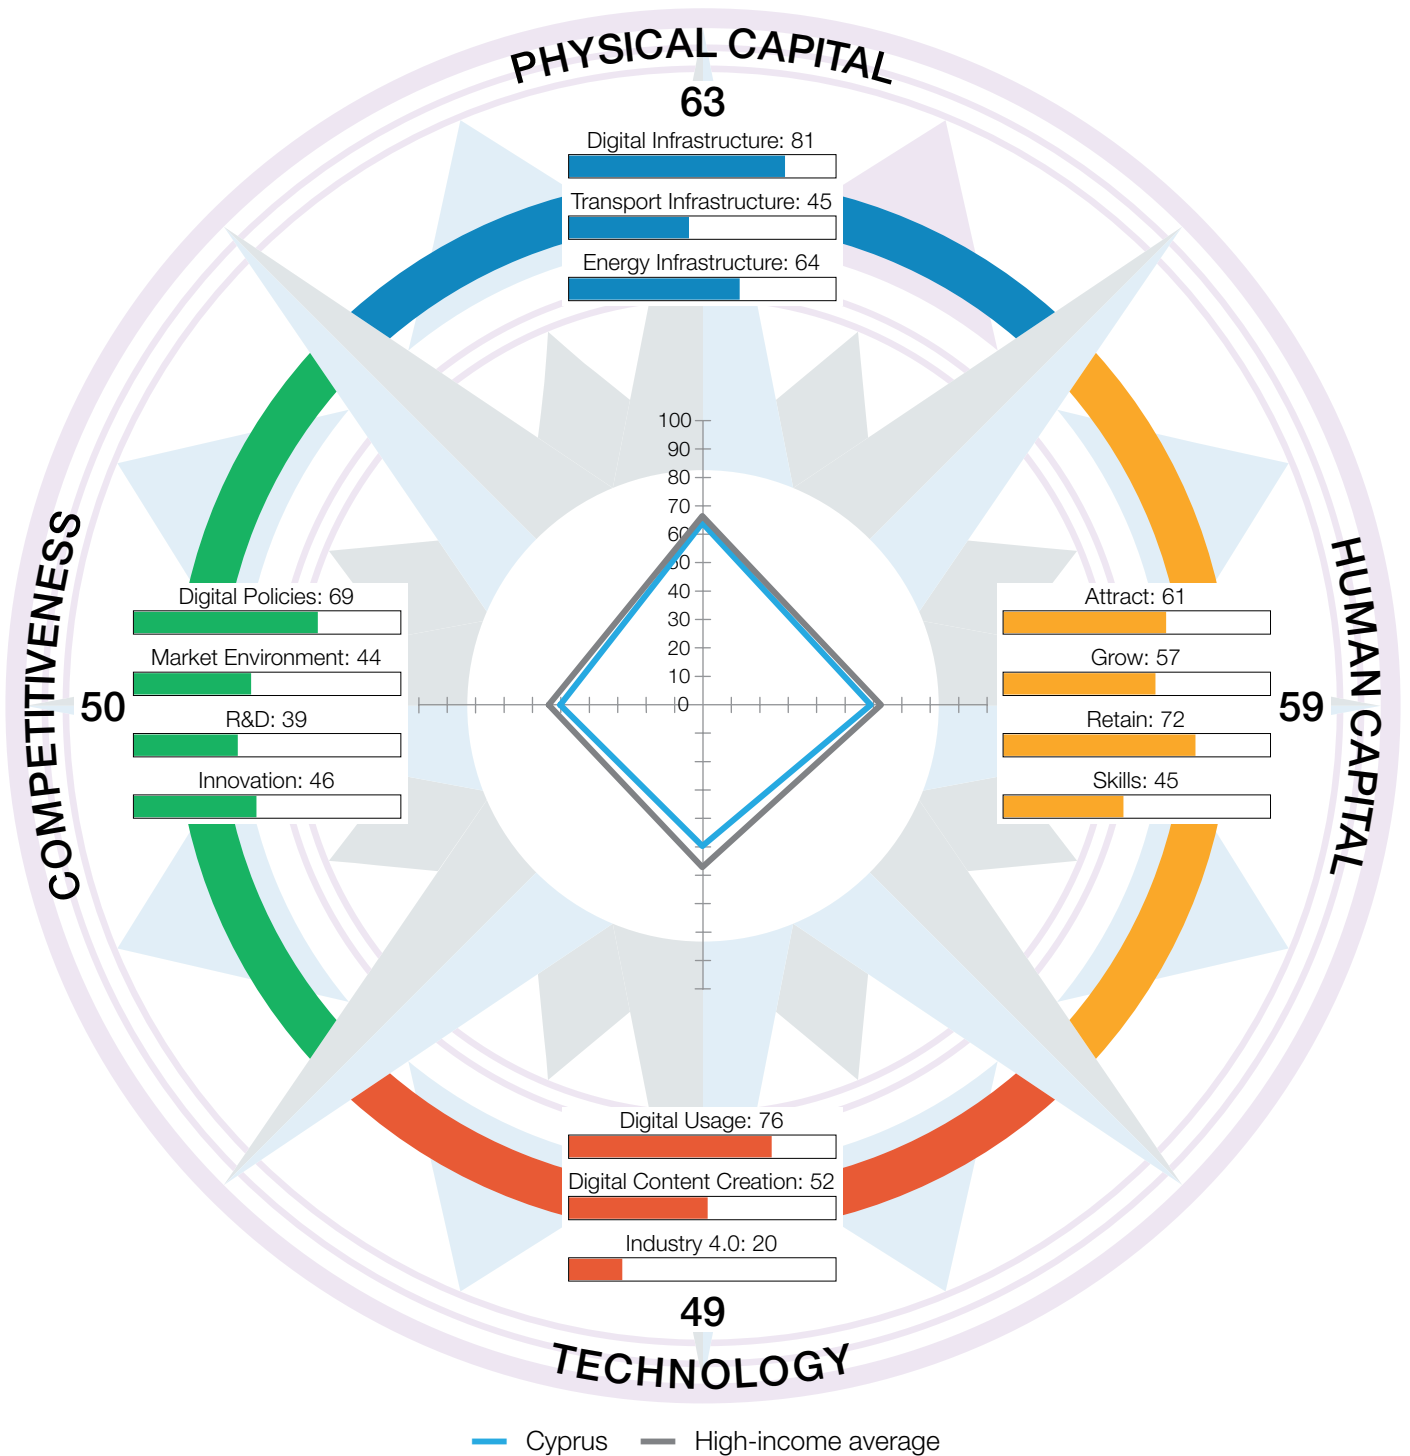 PHYSICAL CAPITAL
63
Digital Infrastructure: 81
Transport Infrastructure: 45
Energy Infrastructure: 64
100
90
80
70
60
50
40
30
20
10
0
COMPETITIVENESS
50
Digital Policies: 69
Market Environment: 44
R&D: 39
Innovation: 46
HUMAN CAPITAL
59
Attract: 61
Grow: 57
Retain: 72
Skills: 45
Digital Usage: 76
Digital Content Creation: 52
Industry 4.0: 20
49
TECHNOLOGY
Cyprus
High-income average